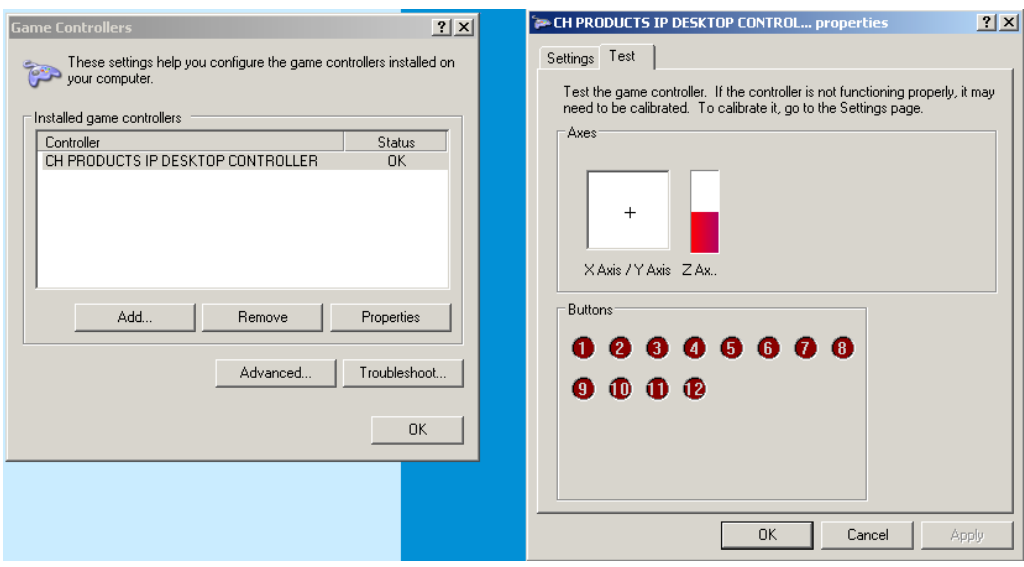 Game Controllers
These settings help you configure the game controllers installed on
your computer.
Installed game controllers
Controller Status
CH PRODUCTS IP DESKTOP CONTROLLER OK
Add... Remove Properties
Advanced... Troubleshoot...
OK
CH PRODUCTS IP DESKTOP CONTROL... properties
Settings Test
Test the game controller. If the controller is not functioning properly, it may
need to be calibrated. To calibrate it, go to the Settings page.
Axes
X Axis / Y Axis Z Ax..
Buttons
1 2 3 4 5 6 7 8
9 10 11 12
OK Cancel Apply